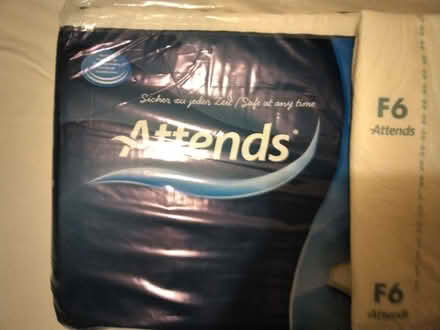 Sicher zu jeder Zeit / Safe at any time
Attends
F6
Attends
F6
Attends